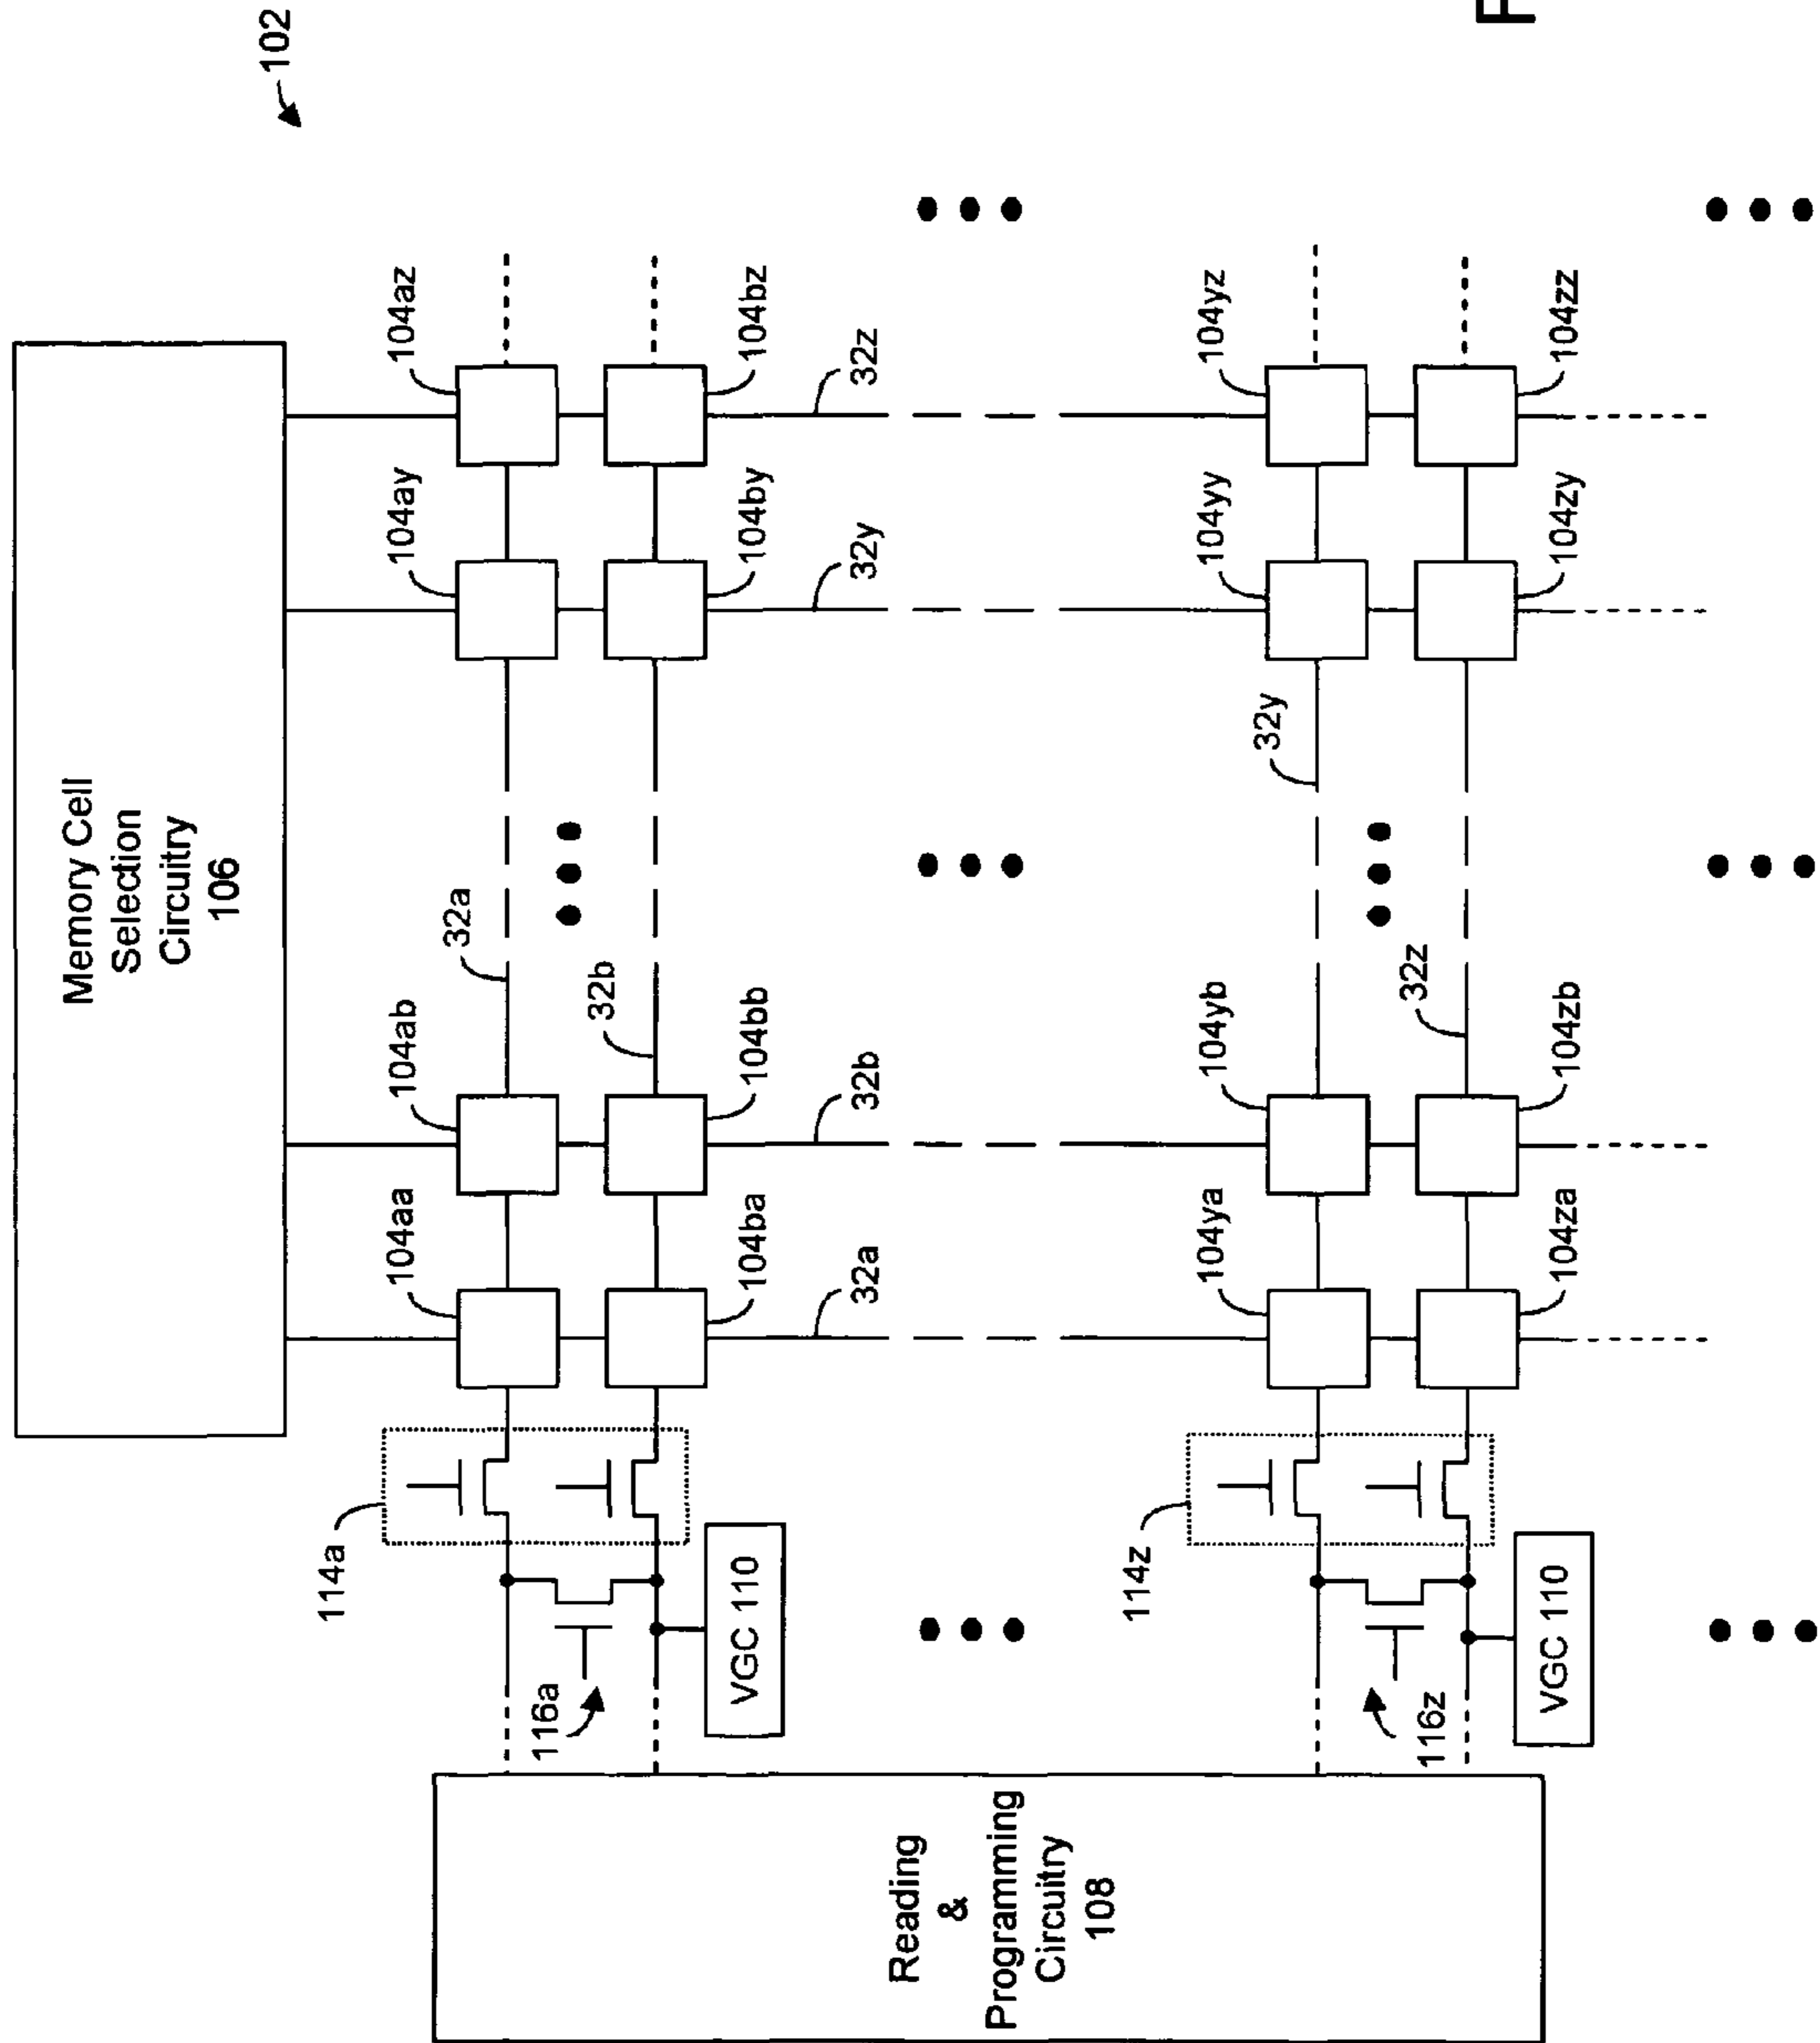 Memory Cell
Selection
Circuitry
106
102
114a
104aa
104ab
104ay
104az
32a
116a
32b
VGC 110
104ba
104bb
104by
104bz
32a
32b
32y
32z
Reading
&
Programming
Circuitry
108
114z
104ya
104yb
32y
104yy
104yz
116z
32z
VGC 110
104za
104zb
104zy
104zz
F